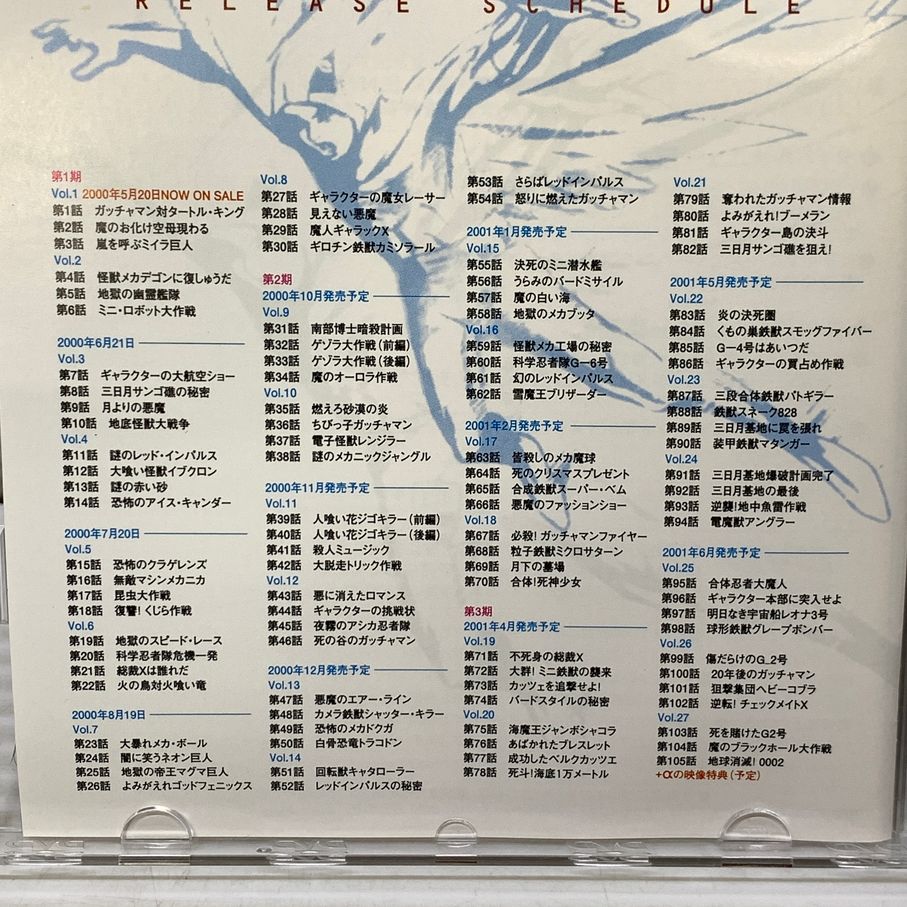 RELEASE SCHEDULE
第1期
Vol.1 2000年5月20日NOW ON SALE
第1話 ガッチャマン対タートル・キング
第2話 魔のお化け空母現わる
第3話 嵐を呼ぶミイラ巨人
Vol.2
第4話 怪獣メカデゴンに復しゅうだ
第5話 地獄の幽霊艦隊
第6話 ミニ・ロボット大作戦
2000年6月21日
Vol.3
第7話 ギャラクターの大航空ショー
第8話 三日月サンゴ礁の秘密
第9話 月よりの悪魔
第10話 地底怪獣大戦争
Vol.4
第11話 謎のレッド・インパルス
第12話 大喰い怪獣イブクロン
第13話 謎の赤い砂
第14話 恐怖のアイス・キャンダー
2000年7月20日
Vol.5
第15話 恐怖のクラゲレンズ
第16話 無敵マシンメカニカ
第17話 昆虫大作戦
第18話 復讐!くじら作戦
Vol.6
第19話 地獄のスピード・レース
第20話 科学忍者隊危機一発
第21話 総裁Xは誰れだ
第22話 火の鳥対火喰い竜
2000年8月19日
Vol.7
第23話 大暴れメカ・ボール
第24話 闇に笑うネオン巨人
第25話 地獄の帝王マグマ巨人
第26話 よみがえれゴッドフェニックス
Vol.8
第27話 ギャラクターの魔女レーサー
第28話 見えない悪魔
第29話 魔人ギャラックX
第30話 ギロチン鉄獣カミソラール
第2期
2000年10月発売予定
Vol.9
第31話 南部博士暗殺計画
第32話 ゲゾラ大作戦(前編)
第33話 ゲゾラ大作戦(後編)
第34話 魔のオーロラ作戦
Vol.10
第35話 燃えろ砂漠の炎
第36話 ちびっ子ガッチャマン
第37話 電子怪獣レンジラー
第38話 謎のメカニックジャングル
2000年11月発売予定
Vol.11
第39話 人喰い花ジゴキラー(前編)
第40話 人喰い花ジゴキラー(後編)
第41話 殺人ミュージック
第42話 大脱走トリック作戦
Vol.12
第43話 悪に消えたロマンス
第44話 ギャラクターの挑戦状
第45話 夜霧のアシカ忍者隊
第46話 死の谷のガッチャマン
2000年12月発売予定
Vol.13
第47話 悪魔のエアー・ライン
第48話 カメラ鉄獣シャッター・キラー
第49話 恐怖のメカドクガ
第50話 白骨恐竜トラコドン
Vol.14
第51話 回転獣キャタローラー
第52話 レッドインパルスの秘密
第53話 さらばレッドインパルス
第54話 怒りに燃えたガッチャマン
2001年1月発売予定
Vol.15
第55話 決死のミニ潜水艦
第56話 うらみのバードミサイル
第57話 魔の白い海
第58話 地獄のメカブッタ
Vol.16
第59話 怪獣メカ工場の秘密
第60話 科学忍者隊G-6号
第61話 幻のレッドインパルス
第62話 雪魔王ブリザーダー
2001年2月発売予定
Vol.17
第63話 皆殺しのメカ魔球
第64話 死のクリスマスプレゼント
第65話 合成鉄獣スーパー・ベム
第66話 悪魔のファッションショー
Vol.18
第67話 必殺!ガッチャマンファイヤー
第68話 粒子鉄獣ミクロサターン
第69話 月下の墓場
第70話 合体!死神少女
第3期
2001年4月発売予定
Vol.19
第71話 不死身の総裁X
第72話 大群!ミニ鉄獣の襲来
第73話 カッツェを追撃せよ!
第74話 バードスタイルの秘密
Vol.20
第75話 海魔王ジャンボシャコラ
第76話 あばかれたブレスレット
第77話 成功したベルクカッツェ
第78話 死斗!海底1万メートル
Vol.21
第79話 奪われたガッチャマン情報
第80話 よみがえれ!ブーメラン
第81話 ギャラクター島の決斗
第82話 三日月サンゴ礁を狙え!
2001年5月発売予定
Vol.22
第83話 炎の決死圏
第84話 くもの巣鉄獣スモッグファイバー
第85話 G-4号はあいつだ
第86話 ギャラクターの買占め作戦
Vol.23
第87話 三段合体鉄獣パトギラー
第88話 鉄獣スネーク828
第89話 三日月基地に罠を張れ
第90話 装甲鉄獣マタンガー
Vol.24
第91話 三日月基地爆破計画完了
第92話 三日月基地の最後
第93話 逆襲!地中魚雷作戦
第94話 電魔獣アングラー
2001年6月発売予定
Vol.25
第95話 合体忍者大魔人
第96話 ギャラクター本部に突入せよ
第97話 明日なき宇宙船レオナ3号
第98話 球形鉄獣グレープボンバー
Vol.26
第99話 傷だらけのG_2号
第100話 20年後のガッチャマン
第101話 狙撃集団ヘビーコブラ
第102話 逆転!チェックメイトX
Vol.27
第103話 死を賭けたG2号
第104話 魔のブラックホール大作戦
第105話 地球消滅!0002
+αの映像特典(予定)